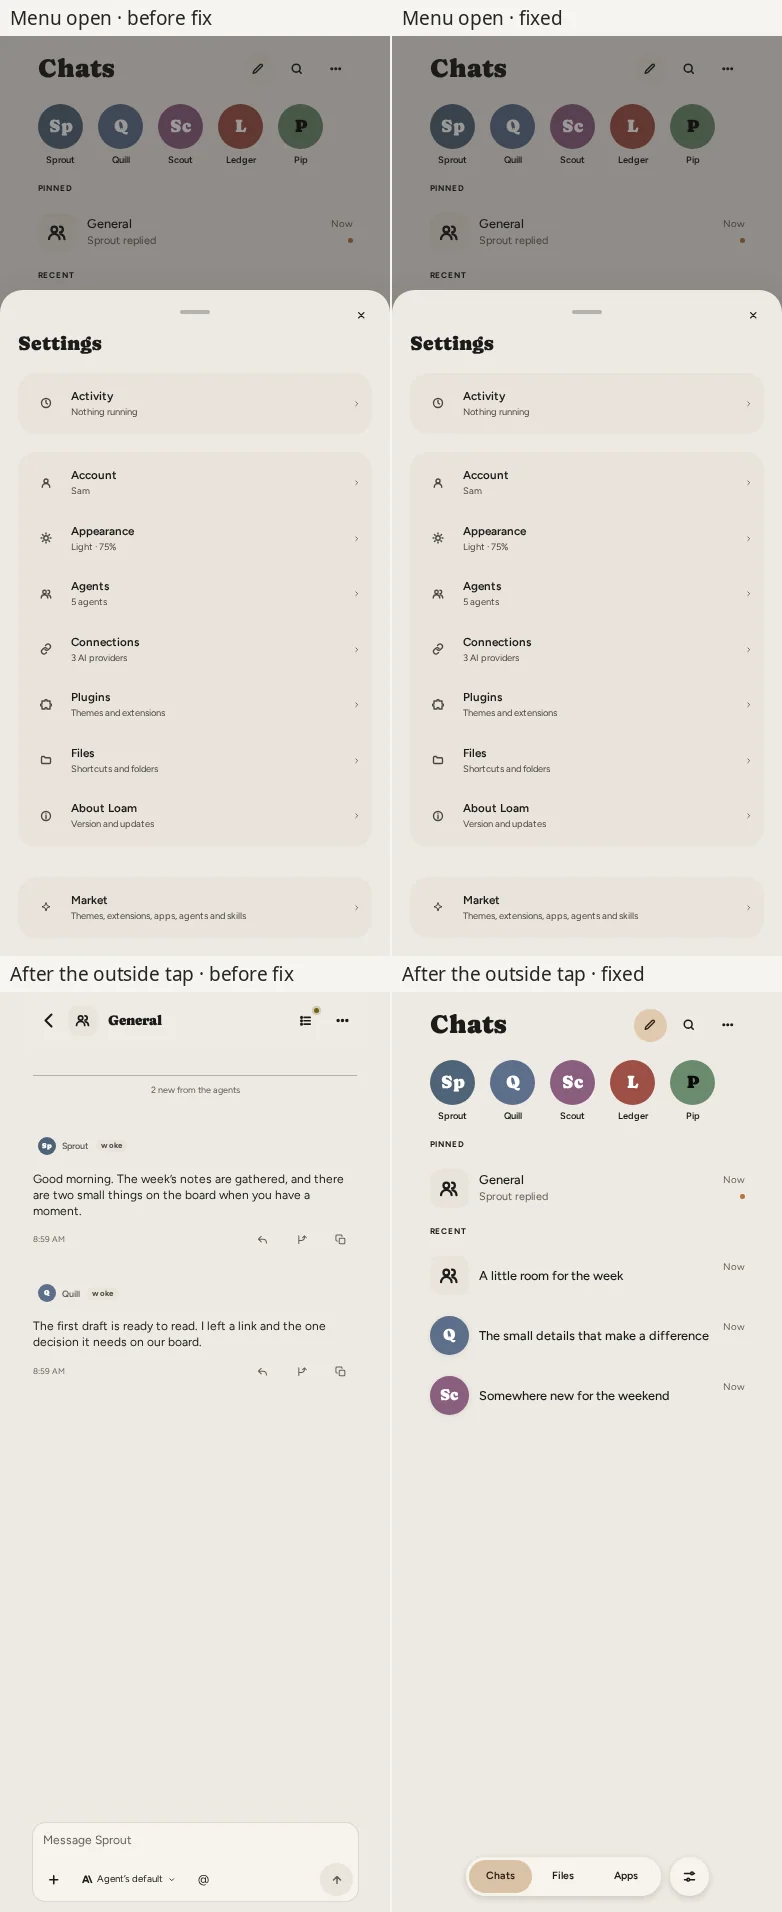 Menu open · before fix
Chats
Sp
Q
Sc
L
P
Sprout
Quill
Scout
Ledger
Pip
PINNED
General
Now
Sprout replied
RECENT
Settings
Activity
Nothing running
Account
Sam
Appearance
Light · 75%
Agents
5 agents
Connections
3 AI providers
Plugins
Themes and extensions
Files
Shortcuts and folders
About Loam
Version and updates
Market
Themes, extensions, apps, agents and skills
Menu open · fixed
Chats
Sp
Q
Sc
L
P
Sprout
Quill
Scout
Ledger
Pip
PINNED
General
Now
Sprout replied
RECENT
Settings
Activity
Nothing running
Account
Sam
Appearance
Light · 75%
Agents
5 agents
Connections
3 AI providers
Plugins
Themes and extensions
Files
Shortcuts and folders
About Loam
Version and updates
Market
Themes, extensions, apps, agents and skills
After the outside tap · before fix
General
2 new from the agents
Sp Sprout woke
Good morning. The week's notes are gathered, and there
are two small things on the board when you have a
moment.
8:59 AM
Q Quill woke
The first draft is ready to read. I left a link and the one
decision it needs on our board.
8:59 AM
Message Sprout
+ A\ Agent's default @
After the outside tap · fixed
Chats
Sp
Q
Sc
L
P
Sprout
Quill
Scout
Ledger
Pip
PINNED
General
Now
Sprout replied
RECENT
A little room for the week
Now
Q
The small details that make a difference
Now
Sc
Somewhere new for the weekend
Now
Chats
Files
Apps